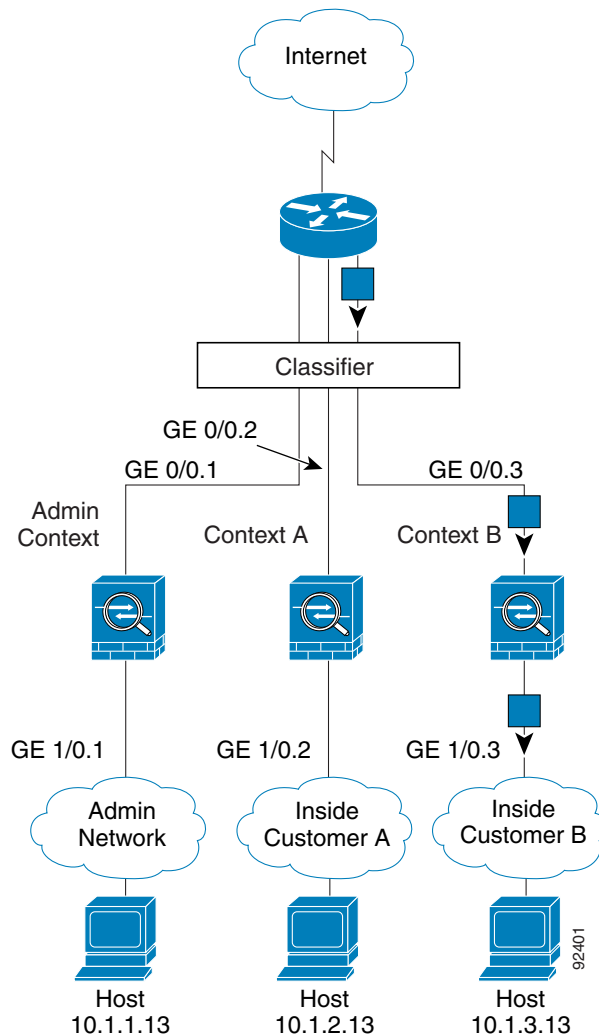 Internet
Classifier
GE 0/0.2
GE 0/0.1
GE 0/0.3
Admin
Context
Context A
Context B
GE 1/0.1
GE 1/0.2
GE 1/0.3
Admin
Network
Inside
Customer A
Inside
Customer B
92401
Host
10.1.1.13
Host
10.1.2.13
Host
10.1.3.13